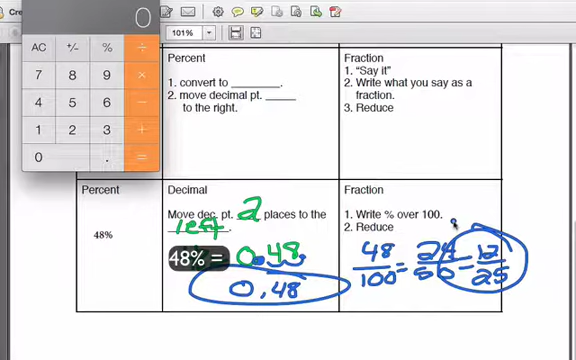 0
101%
AC +/- % ÷
7 8 9 ×
4 5 6 −
1 2 3 +
0 . =
Percent
1. convert to ________.
2. move decimal pt. _____
to the right.
Fraction
1. "Say it"
2. Write what you say as a
fraction.
3. Reduce
Percent
48%
Decimal
Move dec. pt. 2 places to the
left.
48% = 0.48
0.48
Fraction
1. Write % over 100.
2. Reduce
48/100 = 24/50 = 12/25